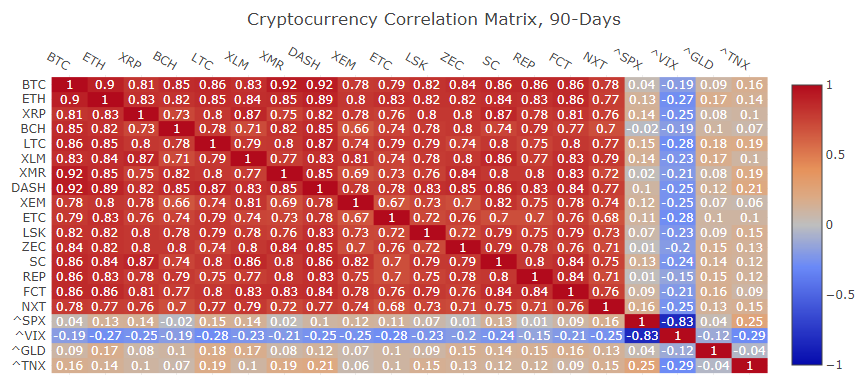 Cryptocurrency Correlation Matrix, 90-Days
BTC ETH XRP BCH LTC XLM XMR DASH XEM ETC LSK ZEC SC REP FCT NXT ^SPX ^VIX ^GLD ^TNX
BTC 1 0.9 0.81 0.85 0.86 0.83 0.92 0.92 0.78 0.79 0.82 0.84 0.86 0.86 0.86 0.78 0.04 -0.19 0.09 0.16
ETH 0.9 1 0.83 0.82 0.85 0.84 0.85 0.89 0.8 0.83 0.82 0.82 0.84 0.83 0.86 0.77 0.13 -0.27 0.17 0.14
XRP 0.81 0.83 1 0.73 0.8 0.87 0.75 0.82 0.78 0.76 0.8 0.8 0.87 0.78 0.81 0.76 0.14 -0.25 0.08 0.1
BCH 0.85 0.82 0.73 1 0.78 0.71 0.82 0.85 0.66 0.74 0.78 0.8 0.74 0.79 0.77 0.7 -0.02 -0.19 0.1 0.07
LTC 0.86 0.85 0.8 0.78 1 0.79 0.8 0.87 0.74 0.79 0.79 0.74 0.8 0.75 0.8 0.77 0.15 -0.28 0.18 0.19
XLM 0.83 0.84 0.87 0.71 0.79 1 0.77 0.83 0.81 0.74 0.78 0.8 0.86 0.77 0.83 0.79 0.14 -0.23 0.17 0.1
XMR 0.92 0.85 0.75 0.82 0.8 0.77 1 0.85 0.69 0.73 0.76 0.84 0.8 0.8 0.83 0.72 0.02 -0.21 0.08 0.19
DASH 0.92 0.89 0.82 0.85 0.87 0.83 0.85 1 0.78 0.78 0.83 0.85 0.86 0.83 0.84 0.77 0.1 -0.25 0.12 0.21
XEM 0.78 0.8 0.78 0.66 0.74 0.81 0.69 0.78 1 0.67 0.73 0.7 0.82 0.75 0.78 0.74 0.12 -0.25 0.07 0.06
ETC 0.79 0.83 0.76 0.74 0.79 0.74 0.73 0.78 0.67 1 0.72 0.76 0.7 0.7 0.76 0.68 0.11 -0.28 0.1 0.1
LSK 0.82 0.82 0.8 0.78 0.79 0.78 0.76 0.83 0.73 0.72 1 0.72 0.79 0.75 0.79 0.73 0.07 -0.23 0.09 0.15
ZEC 0.84 0.82 0.8 0.8 0.74 0.8 0.84 0.85 0.7 0.76 0.72 1 0.79 0.78 0.76 0.71 0.01 -0.2 0.15 0.13
SC 0.86 0.84 0.87 0.74 0.8 0.86 0.8 0.86 0.82 0.7 0.79 0.79 1 0.8 0.84 0.75 0.13 -0.24 0.14 0.12
REP 0.86 0.83 0.78 0.79 0.75 0.77 0.8 0.83 0.75 0.7 0.75 0.78 0.8 1 0.84 0.71 0.01 -0.15 0.15 0.12
FCT 0.86 0.86 0.81 0.77 0.8 0.83 0.83 0.84 0.78 0.76 0.79 0.76 0.84 0.84 1 0.76 0.09 -0.21 0.16 0.09
NXT 0.78 0.77 0.76 0.7 0.77 0.79 0.72 0.77 0.74 0.68 0.73 0.71 0.75 0.71 0.76 1 0.16 -0.25 0.13 0.15
^SPX 0.04 0.13 0.14 -0.02 0.15 0.14 0.02 0.1 0.12 0.11 0.07 0.01 0.13 0.01 0.09 0.16 1 -0.83 0.04 0.25
^VIX -0.19 -0.27 -0.25 -0.19 -0.28 -0.23 -0.21 -0.25 -0.25 -0.28 -0.23 -0.2 -0.24 -0.15 -0.21 -0.25 -0.83 1 -0.12 -0.29
^GLD 0.09 0.17 0.08 0.1 0.18 0.17 0.08 0.12 0.07 0.1 0.09 0.15 0.14 0.15 0.16 0.13 0.04 -0.12 1 -0.04
^TNX 0.16 0.14 0.1 0.07 0.19 0.1 0.19 0.21 0.06 0.1 0.15 0.13 0.12 0.12 0.09 0.15 0.25 -0.29 -0.04 1
1
0.5
0
−0.5
−1